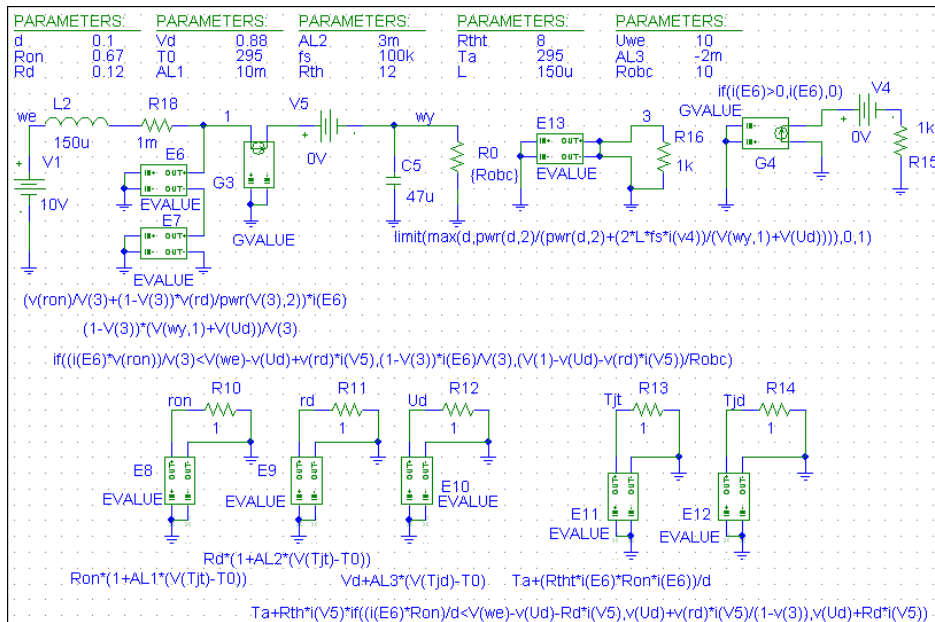 PARAMETERS: PARAMETERS: PARAMETERS: PARAMETERS: PARAMETERS:
d 0.1 Vd 0.88 AL2 3m Rtht 8 Uwe 10
Ron 0.67 T0 295 fs 100k Ta 295 AL3 -2m
Rd 0.12 AL1 10m Rth 12 L 150u Robc 10
if(i(E6)>0,i(E6),0)
V4
we L2 R18 1 V5 wy E13 3 GVALUE
150u 1m 0V R16 0V 1k
V1 E6 G3 C5 R0 G4 R15
IN+ OUT+
IN- OUT-
{Robc} EVALUE 1k
10V EVALUE 47u
E7
IN+ OUT+
IN- OUT-
GVALUE
EVALUE
limit(max(d,pwr(d,2)/(pwr(d,2)+(2*L*fs*i(v4))/(V(wy,1)+V(Ud)))),0,1)
(v(ron)/V(3)+(1-V(3))*v(rd)/pwr(V(3),2))*i(E6)
(1-V(3))*(V(wy,1)+V(Ud))/V(3)
if((i(E6)*v(ron))/V(3)<V(we)-v(Ud)+v(rd)*i(V5),(1-V(3))*i(E6)/V(3),(V(1)-v(Ud)-v(rd)*i(V5))/Robc)
ron R10 rd R11 Ud R12 Tjt R13 Tjd R14
1 1 1 1 1
E8 E9 E10 E11 E12
EVALUE EVALUE EVALUE EVALUE EVALUE
Rd*(1+AL2*(V(Tjt)-T0))
Ron*(1+AL1*(V(Tjt)-T0)) Vd+AL3*(V(Tjd)-T0) Ta+(Rtht*i(E6)*Ron*i(E6))/d
Ta+Rth*i(V5)*if((i(E6)*Ron)/d<V(we)-v(Ud)-Rd*i(V5),v(Ud)+v(rd)*i(V5)/(1-v(3)),v(Ud)+Rd*i(V5))